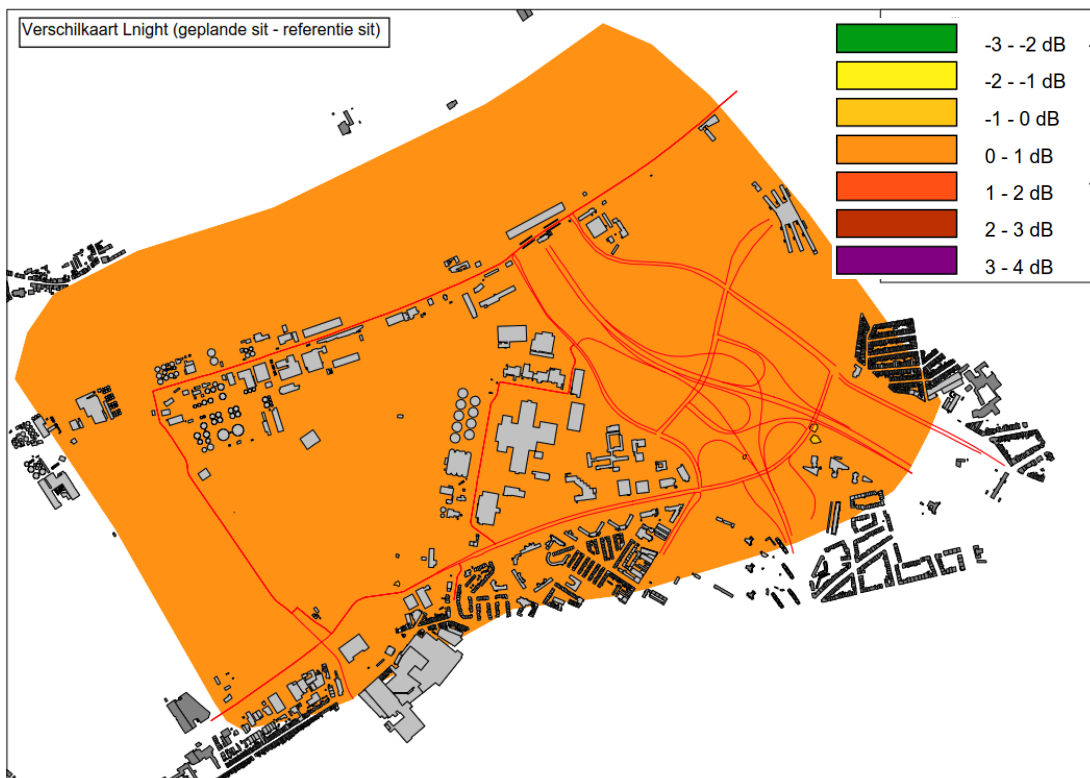 Verschilkaart Lnight (geplande sit - referentie sit)
-3 - -2 dB
-2 - -1 dB
-1 - 0 dB
0 - 1 dB
1 - 2 dB
2 - 3 dB
3 - 4 dB